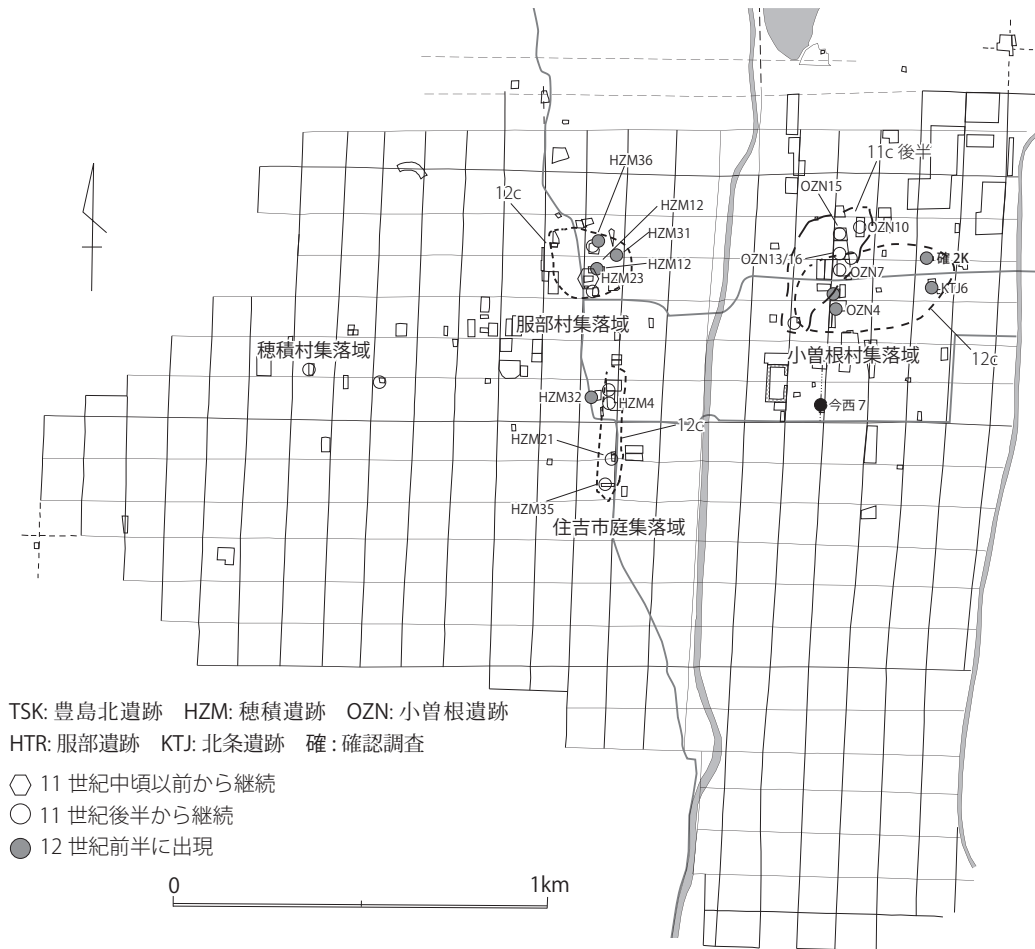 HZM36
11c 後半
12c
OZN15
HZM12
OZN10
HZM31
OZN13/16
確 2K
HZM12
OZN7
HZM23
KTJ6
OZN4
服部村集落域
穂積村集落域
小曽根村集落域
12c
HZM32
HZM4
今西 7
12c
HZM21
HZM35
住吉市庭集落域
TSK: 豊島北遺跡 HZM: 穂積遺跡 OZN: 小曽根遺跡
HTR: 服部遺跡 KTJ: 北条遺跡 確 : 確認調査
11 世紀中頃以前から継続
11 世紀後半から継続
12 世紀前半に出現
0 1km